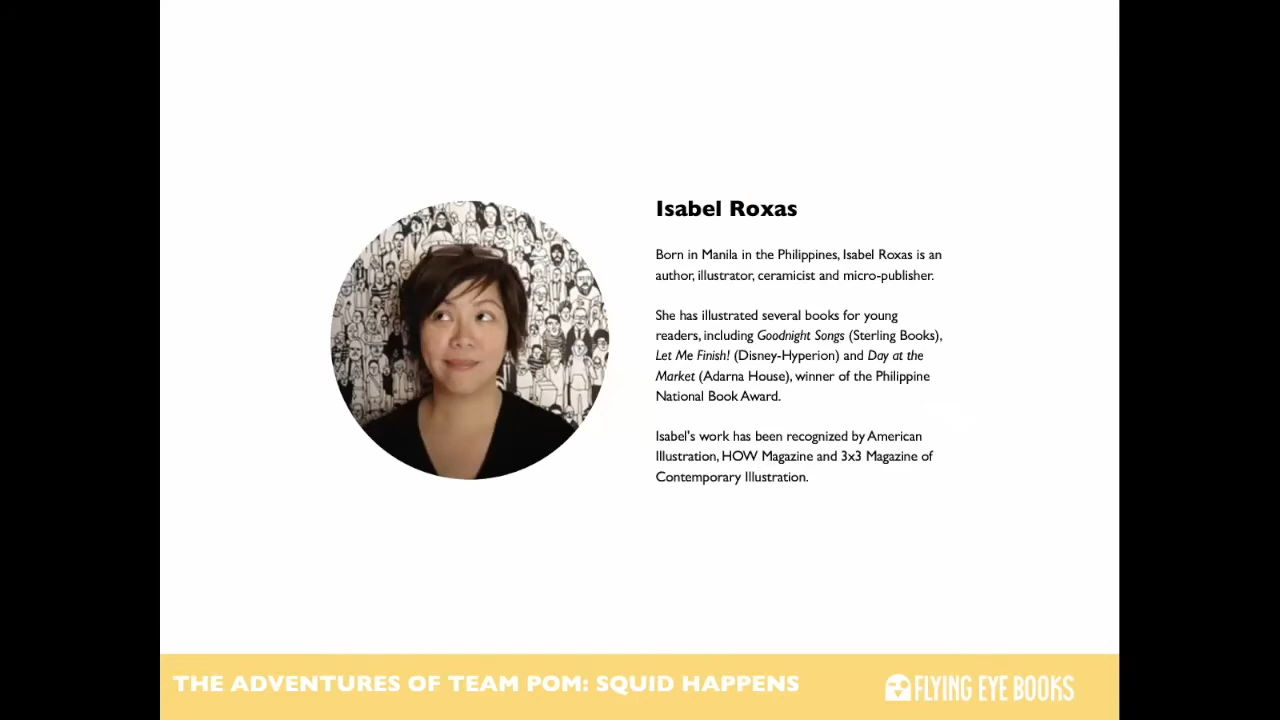 Isabel Roxas
Born in Manila in the Philippines, Isabel Roxas is an
author, illustrator, ceramicist and micro-publisher.
She has illustrated several books for young
readers, including Goodnight Songs (Sterling Books),
Let Me Finish! (Disney-Hyperion) and Day at the
Market (Adarna House), winner of the Philippine
National Book Award.
Isabel's work has been recognized by American
Illustration, HOW Magazine and 3x3 Magazine of
Contemporary Illustration.
THE ADVENTURES OF TEAM POM: SQUID HAPPENS
FLYING EYE BOOKS